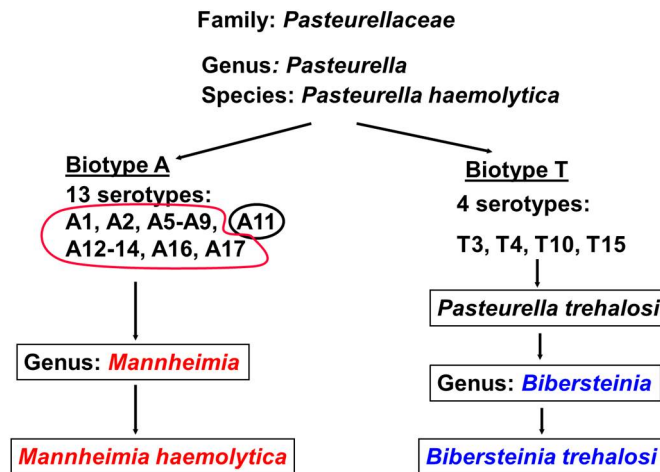 Family: Pasteurellaceae
Genus: Pasteurella
Species: Pasteurella haemolytica
Biotype A
13 serotypes:
A1, A2, A5-A9, A11
A12-14, A16, A17
Genus: Mannheimia
Mannheimia haemolytica
Biotype T
4 serotypes:
T3, T4, T10, T15
Pasteurella trehalosi
Genus: Bibersteinia
Bibersteinia trehalosi